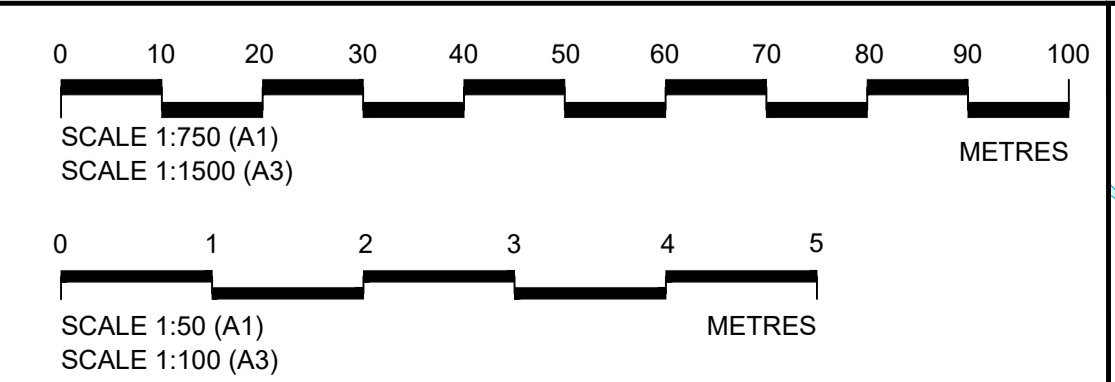 0 10 20 30 40 50 60 70 80 90 100
SCALE 1:750 (A1)
METRES
SCALE 1:1500 (A3)
0 1 2 3 4 5
SCALE 1:50 (A1) METRES
SCALE 1:100 (A3)